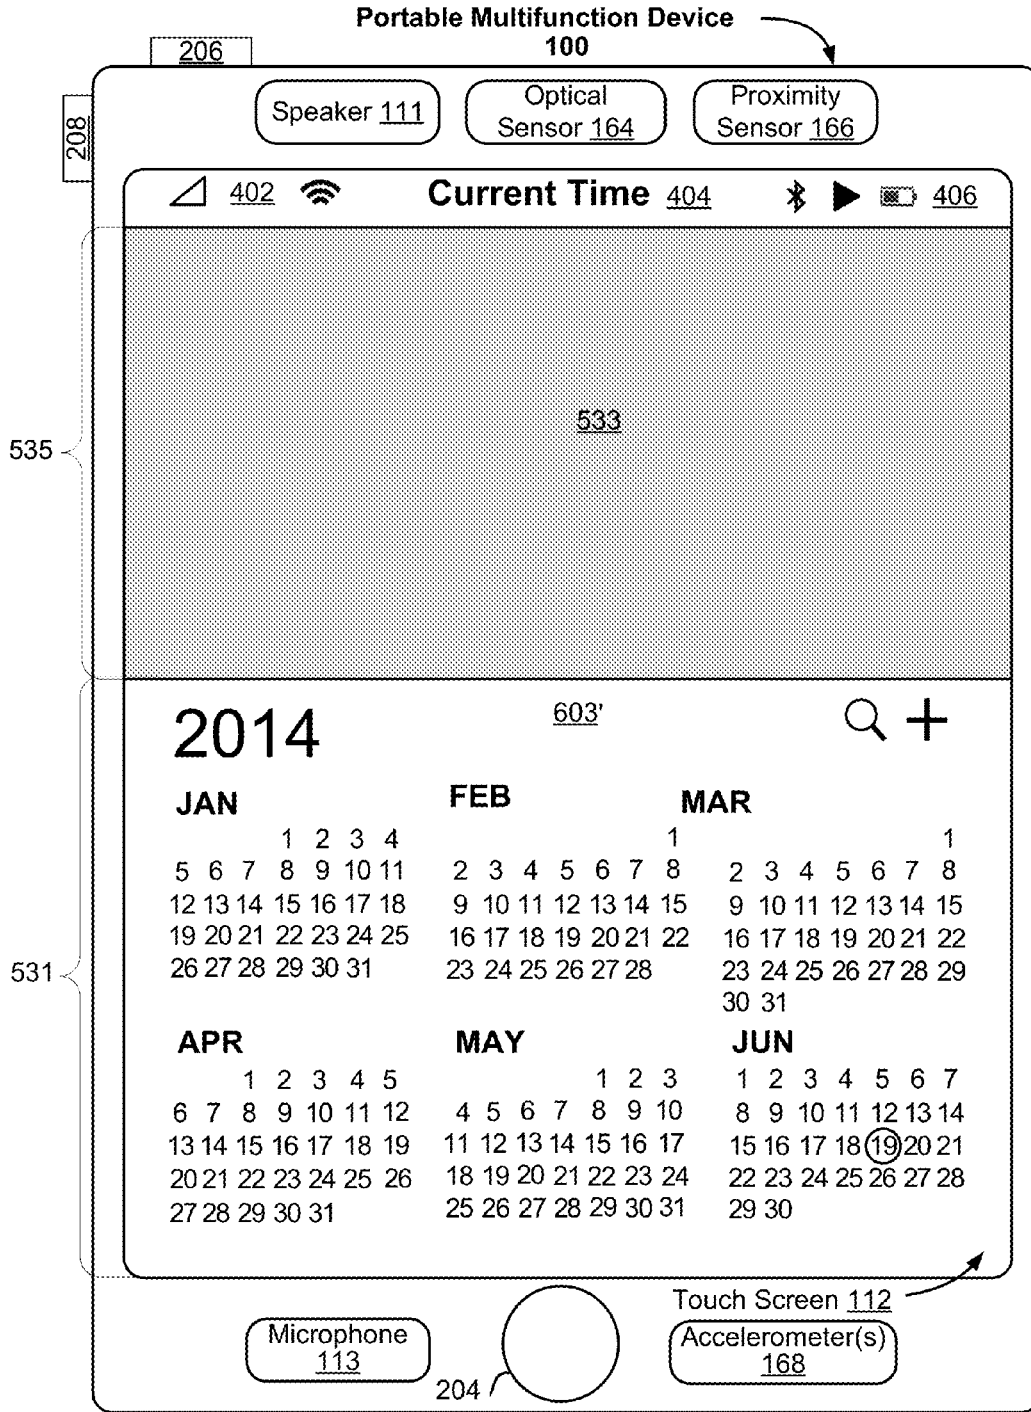 Portable Multifunction Device
100
206
208
Speaker 111
Optical
Sensor 164
Proximity
Sensor 166
402
Current Time 404
406
535
533
2014
603'
531
JAN
1 2 3 4
5 6 7 8 9 10 11
12 13 14 15 16 17 18
19 20 21 22 23 24 25
26 27 28 29 30 31
FEB
1
2 3 4 5 6 7 8
9 10 11 12 13 14 15
16 17 18 19 20 21 22
23 24 25 26 27 28
MAR
1
2 3 4 5 6 7 8
9 10 11 12 13 14 15
16 17 18 19 20 21 22
23 24 25 26 27 28 29
30 31
APR
1 2 3 4 5
6 7 8 9 10 11 12
13 14 15 16 17 18 19
20 21 22 23 24 25 26
27 28 29 30 31
MAY
1 2 3
4 5 6 7 8 9 10
11 12 13 14 15 16 17
18 19 20 21 22 23 24
25 26 27 28 29 30 31
JUN
1 2 3 4 5 6 7
8 9 10 11 12 13 14
15 16 17 18 19 20 21
22 23 24 25 26 27 28
29 30
Touch Screen 112
Microphone
113
204
Accelerometer(s)
168